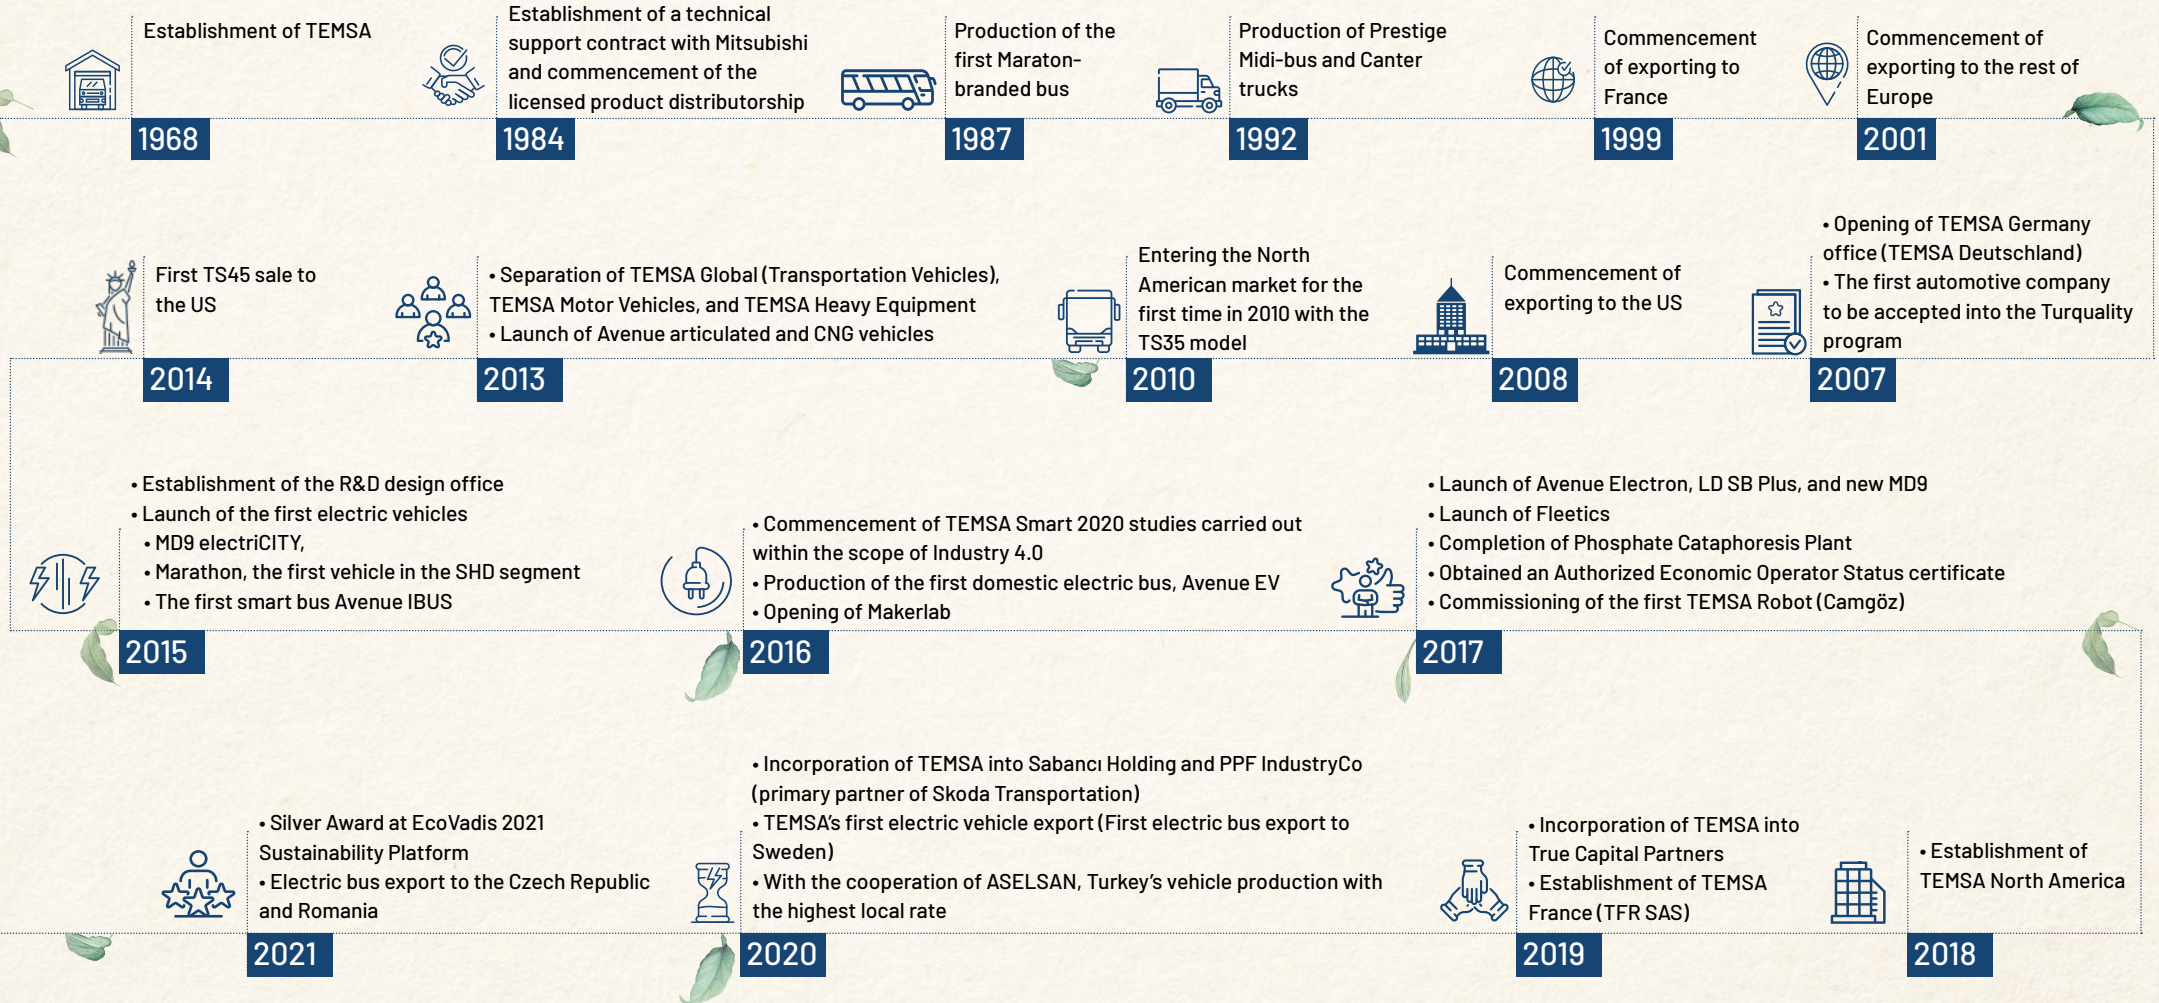 Establishment of TEMSA
1968
Establishment of a technical
support contract with Mitsubishi
and commencement of the
licensed product distributorship
1984
Production of the
first Maraton-
branded bus
1987
Production of Prestige
Midi-bus and Canter
trucks
1992
Commencement
of exporting to
France
1999
Commencement of
exporting to the rest of
Europe
2001
• Opening of TEMSA Germany
office (TEMSA Deutschland)
• The first automotive company
to be accepted into the Turquality
program
2007
Commencement of
exporting to the US
2008
Entering the North
American market for the
first time in 2010 with the
TS35 model
2010
• Separation of TEMSA Global (Transportation Vehicles),
TEMSA Motor Vehicles, and TEMSA Heavy Equipment
• Launch of Avenue articulated and CNG vehicles
2013
First TS45 sale to
the US
2014
• Establishment of the R&D design office
• Launch of the first electric vehicles
• MD9 electriCITY,
• Marathon, the first vehicle in the SHD segment
• The first smart bus Avenue IBUS
2015
• Commencement of TEMSA Smart 2020 studies carried out
within the scope of Industry 4.0
• Production of the first domestic electric bus, Avenue EV
• Opening of Makerlab
2016
• Launch of Avenue Electron, LD SB Plus, and new MD9
• Launch of Fleetics
• Completion of Phosphate Cataphoresis Plant
• Obtained an Authorized Economic Operator Status certificate
• Commissioning of the first TEMSA Robot (Camgöz)
2017
• Establishment of
TEMSA North America
2018
• Incorporation of TEMSA into
True Capital Partners
• Establishment of TEMSA
France (TFR SAS)
2019
• Incorporation of TEMSA into Sabancı Holding and PPF IndustryCo
(primary partner of Skoda Transportation)
• TEMSA's first electric vehicle export (First electric bus export to
Sweden)
• With the cooperation of ASELSAN, Turkey's vehicle production with
the highest local rate
2020
• Silver Award at EcoVadis 2021
Sustainability Platform
• Electric bus export to the Czech Republic
and Romania
2021